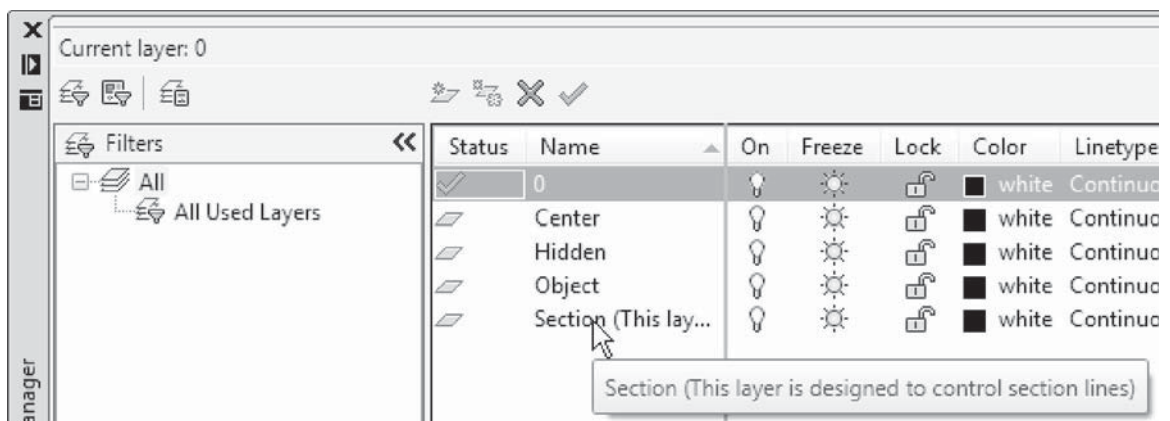 Current layer: 0
Filters
All
All Used Layers
Status Name On Freeze Lock Color Linetype
0 white Continuo
Center white Continuo
Hidden white Continuo
Object white Continuo
Section (This lay... white Continuo
Section (This layer is designed to control section lines)
anager